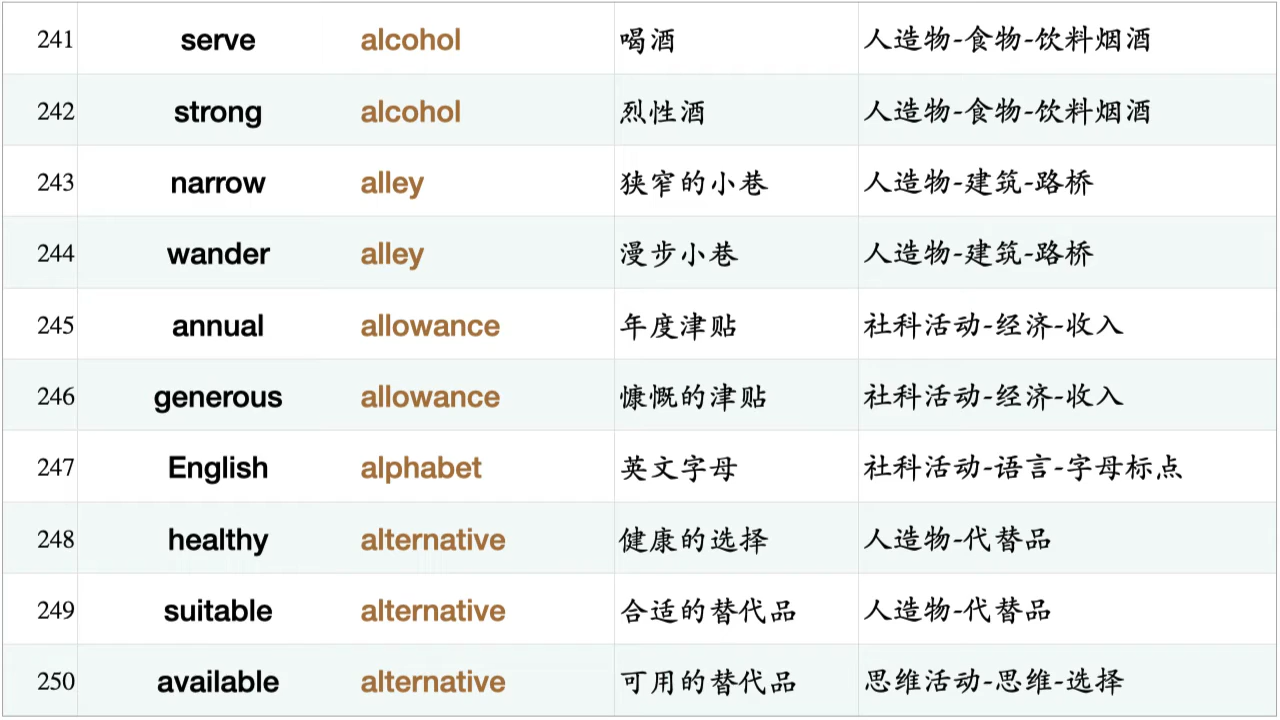 241 serve alcohol 喝酒 人造物-食物-饮料烟酒
242 strong alcohol 烈性酒 人造物-食物-饮料烟酒
243 narrow alley 狭窄的小巷 人造物-建筑-路桥
244 wander alley 漫步小巷 人造物-建筑-路桥
245 annual allowance 年度津贴 社科活动-经济-收入
246 generous allowance 慷慨的津贴 社科活动-经济-收入
247 English alphabet 英文字母 社科活动-语言-字母标点
248 healthy alternative 健康的选择 人造物-代替品
249 suitable alternative 合适的替代品 人造物-代替品
250 available alternative 可用的替代品 思维活动-思维-选择